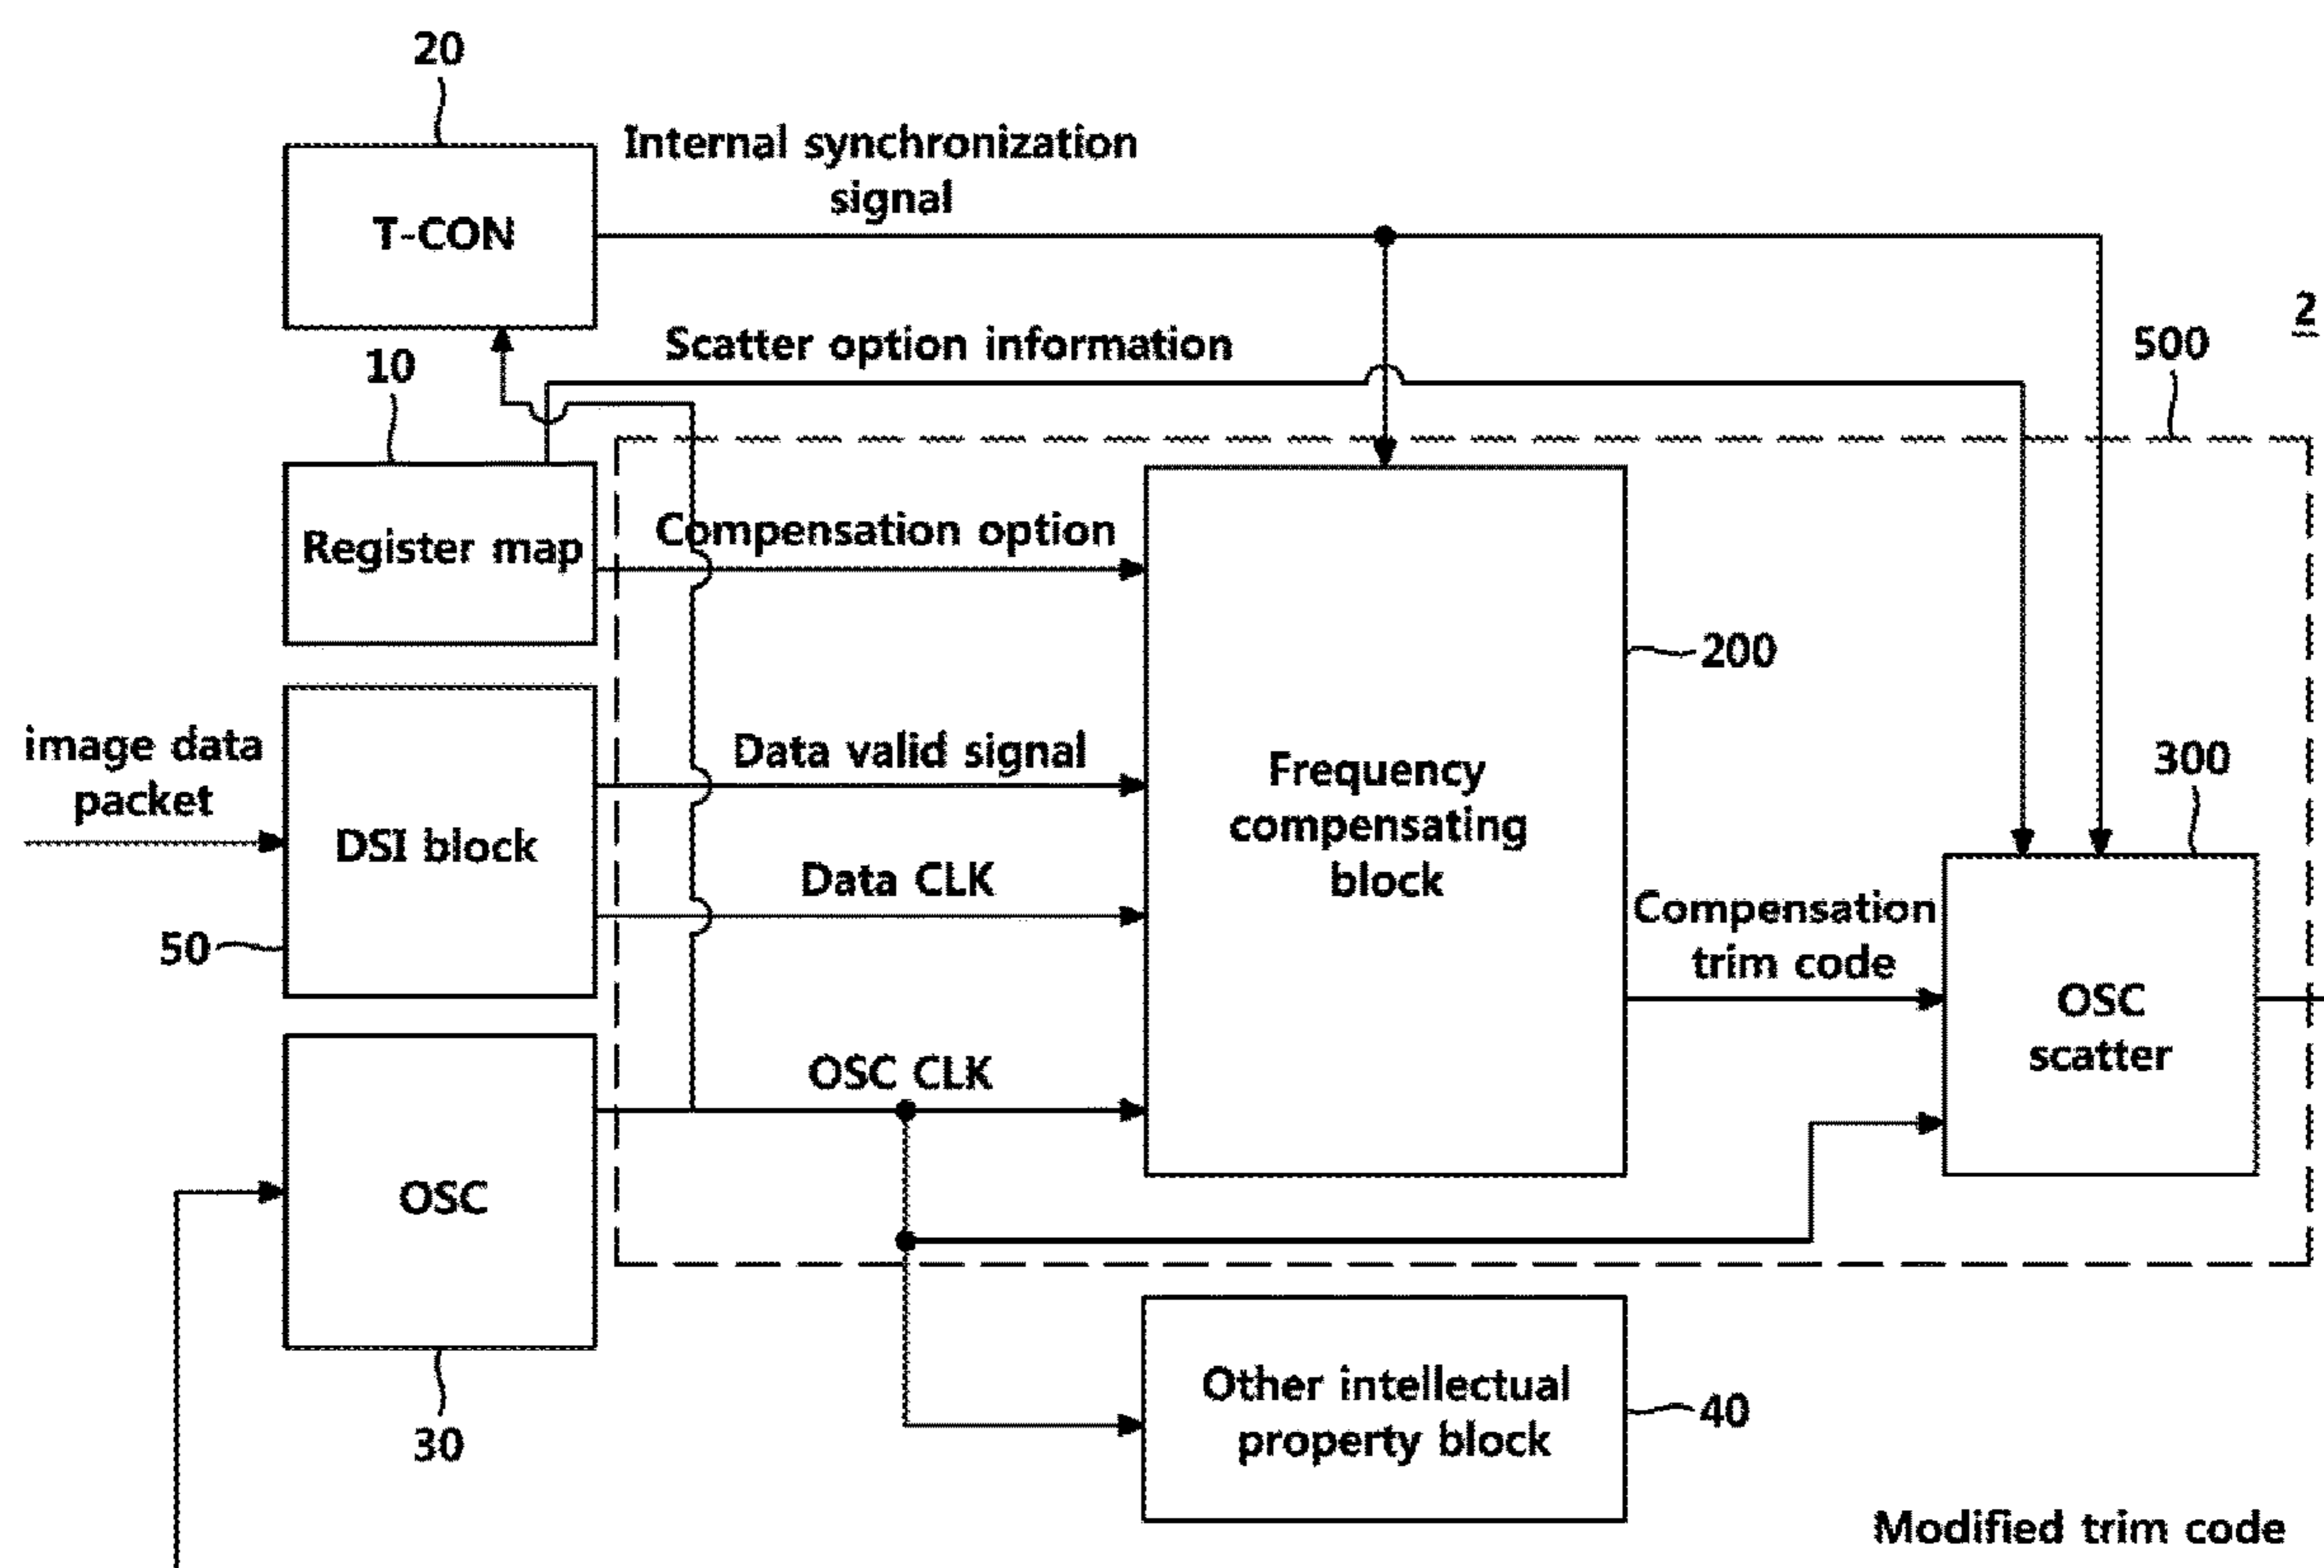 20
Internal synchronization
signal
T-CON
2
Scatter option information
500
10
Register map
Compensation option
200
image data
packet
Data valid signal
DSI block
Data CLK
50
Frequency
compensating
block
300
Compensation
trim code
OSC
scatter
OSC CLK
OSC
30
Other intellectual
property block
40
Modified trim code